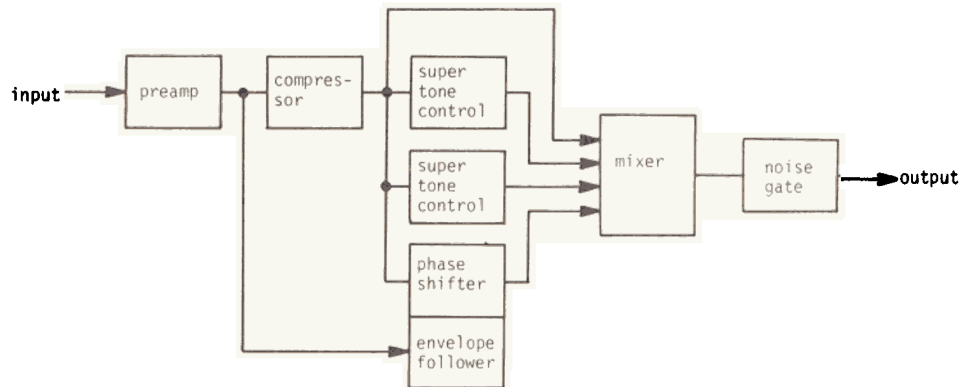 input
preamp
compres-
sor
super
tone
control
super
tone
control
phase
shifter
envelope
follower
mixer
noise
gate
output